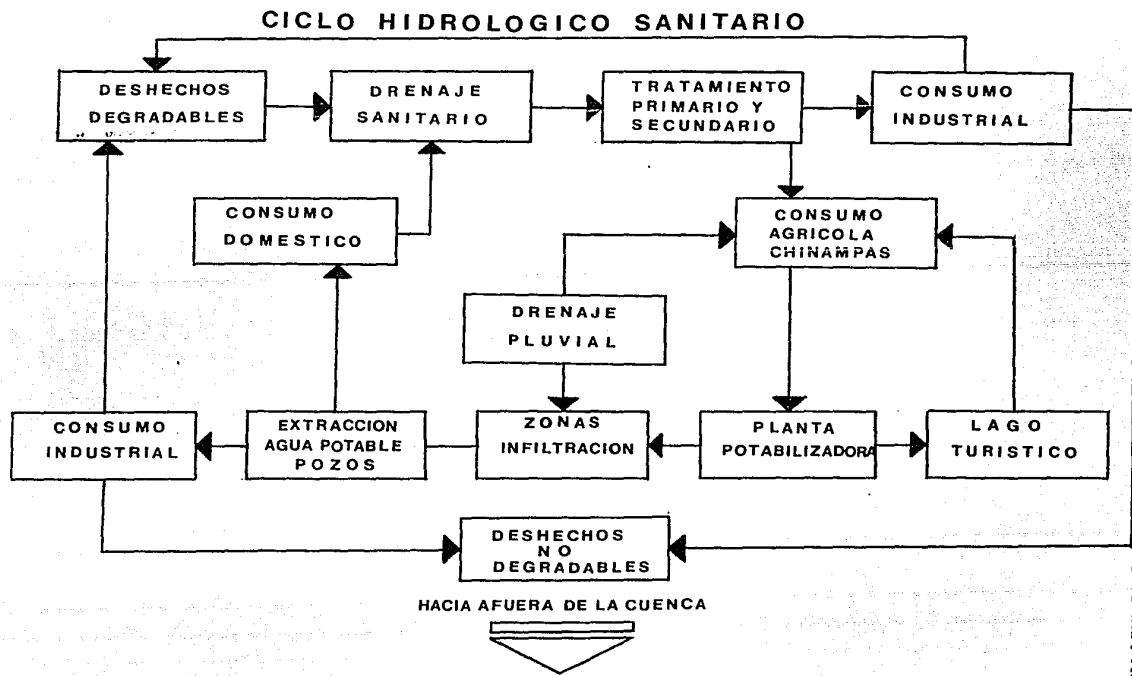 CICLO HIDROLOGICO SANITARIO
DESHECHOS
DEGRADABLES
DRENAJE
SANITARIO
TRATAMIENTO
PRIMARIO Y
SECUNDARIO
CONSUMO
INDUSTRIAL
CONSUMO
DOMESTICO
CONSUMO
AGRICOLA
CHINAMPAS
DRENAJE
PLUVIAL
CONSUMO
INDUSTRIAL
EXTRACCION
AGUA POTABLE
POZOS
ZONAS
INFILTRACION
PLANTA
POTABILIZADORA
LAGO
TURISTICO
DESHECHOS
NO
DEGRADABLES
HACIA AFUERA DE LA CUENCA